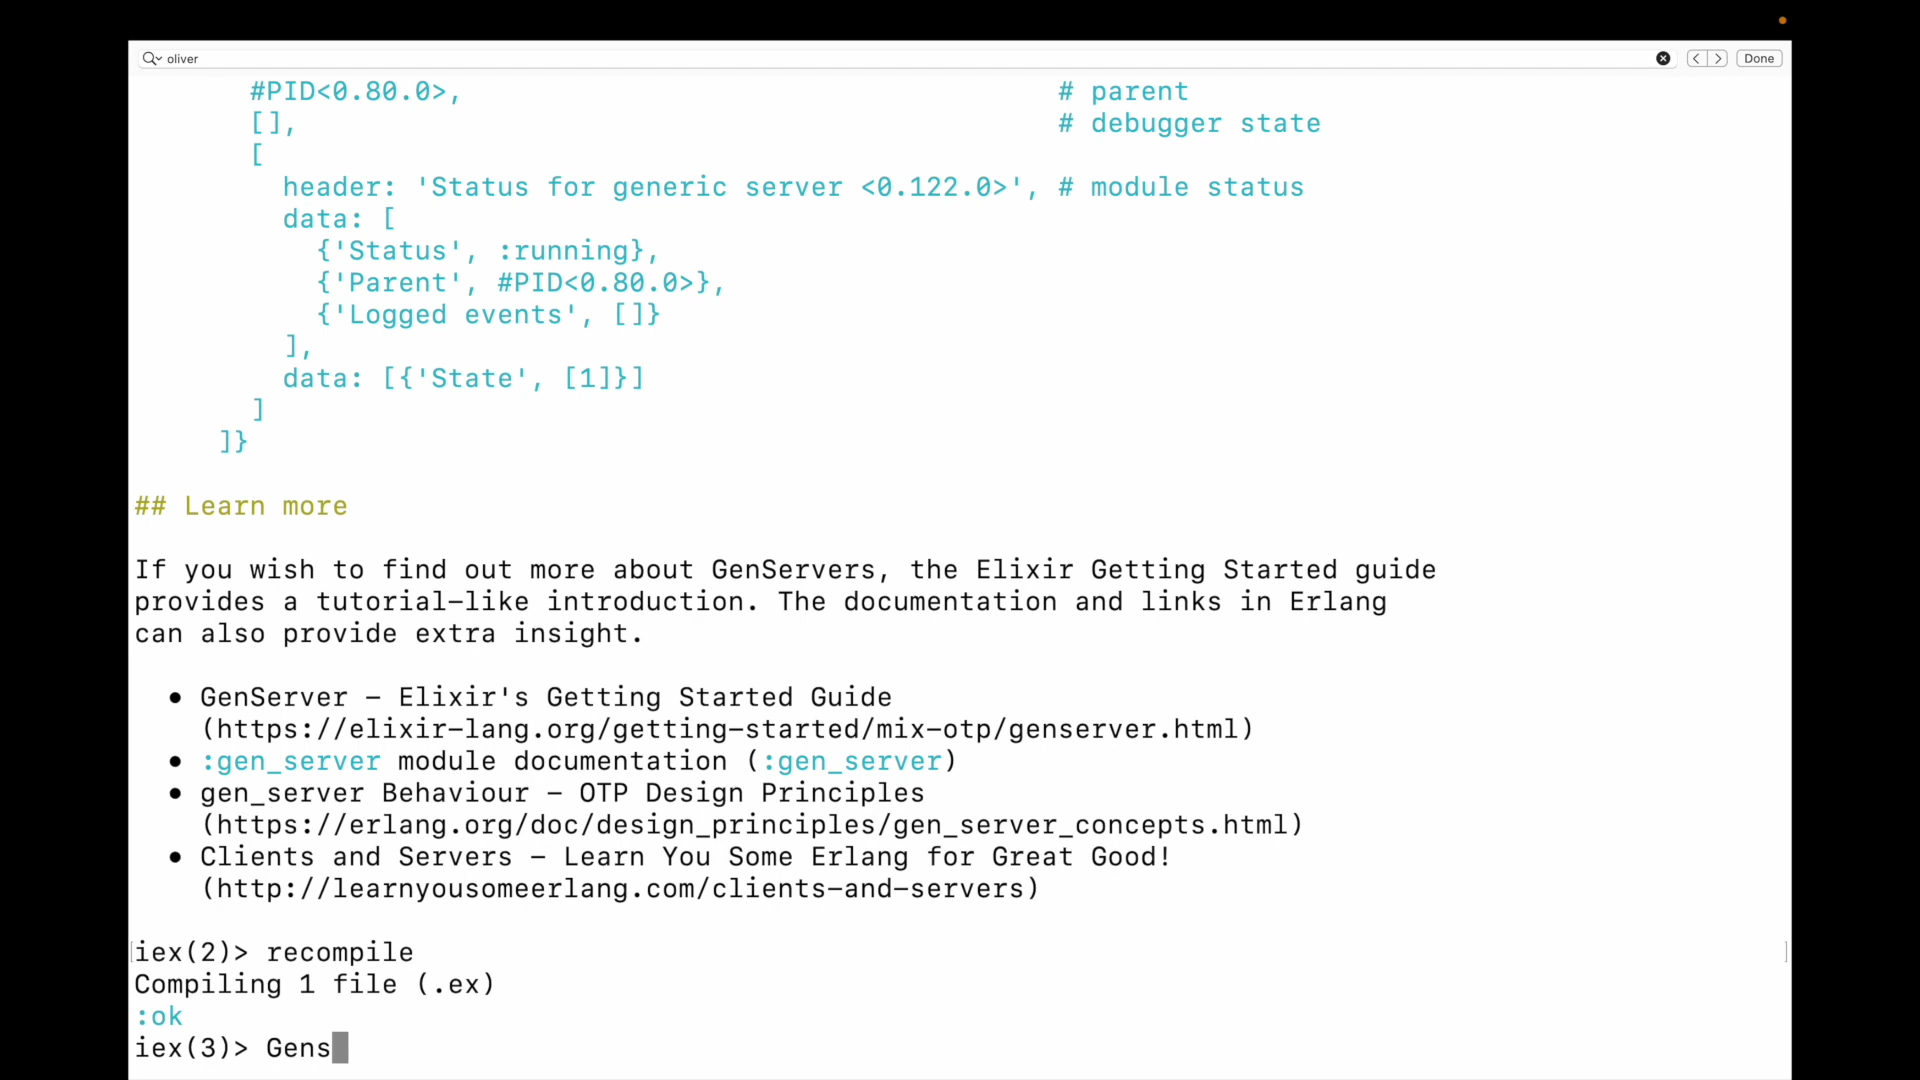 oliver
Done
#PID<0.80.0>, # parent
[], # debugger state
[
header: 'Status for generic server <0.122.0>', # module status
data: [
{'Status', :running},
{'Parent', #PID<0.80.0>},
{'Logged events', []}
],
data: [{'State', [1]}]
]
]}
## Learn more
If you wish to find out more about GenServers, the Elixir Getting Started guide
provides a tutorial-like introduction. The documentation and links in Erlang
can also provide extra insight.
• GenServer – Elixir's Getting Started Guide
(https://elixir-lang.org/getting-started/mix-otp/genserver.html)
• :gen_server module documentation (:gen_server)
• gen_server Behaviour – OTP Design Principles
(https://erlang.org/doc/design_principles/gen_server_concepts.html)
• Clients and Servers – Learn You Some Erlang for Great Good!
(http://learnyousomeerlang.com/clients-and-servers)
iex(2)> recompile
Compiling 1 file (.ex)
:ok
iex(3)> Gens